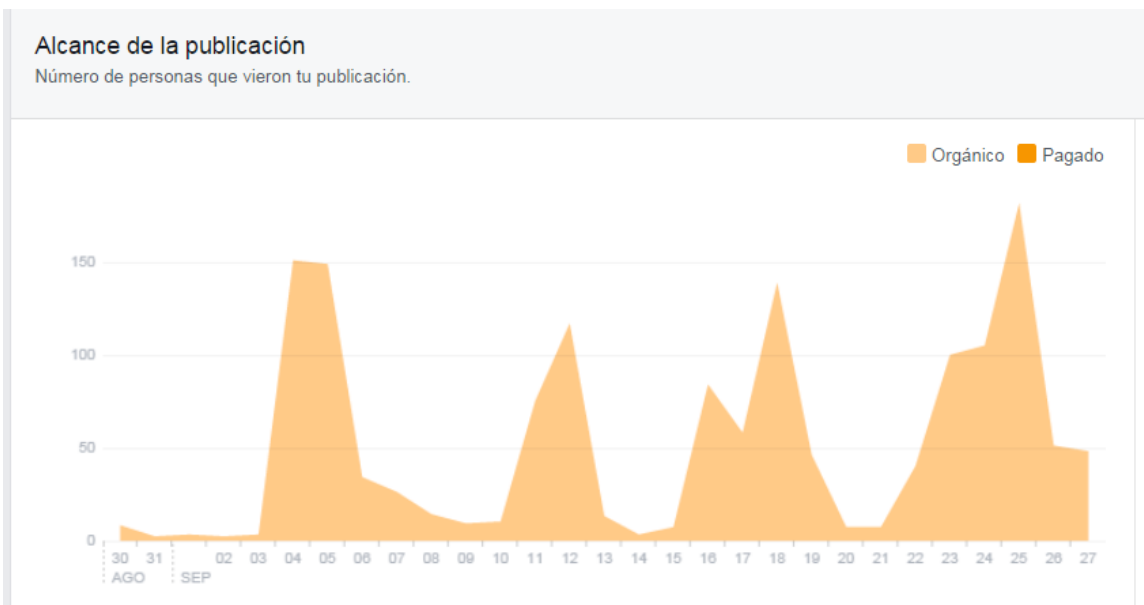 Alcance de la publicación
Número de personas que vieron tu publicación.
Orgánico Pagado
150
100
50
0
30 31 02 03 04 05 06 07 08 09 10 11 12 13 14 15 16 17 18 19 20 21 22 23 24 25 26 27
AGO SEP